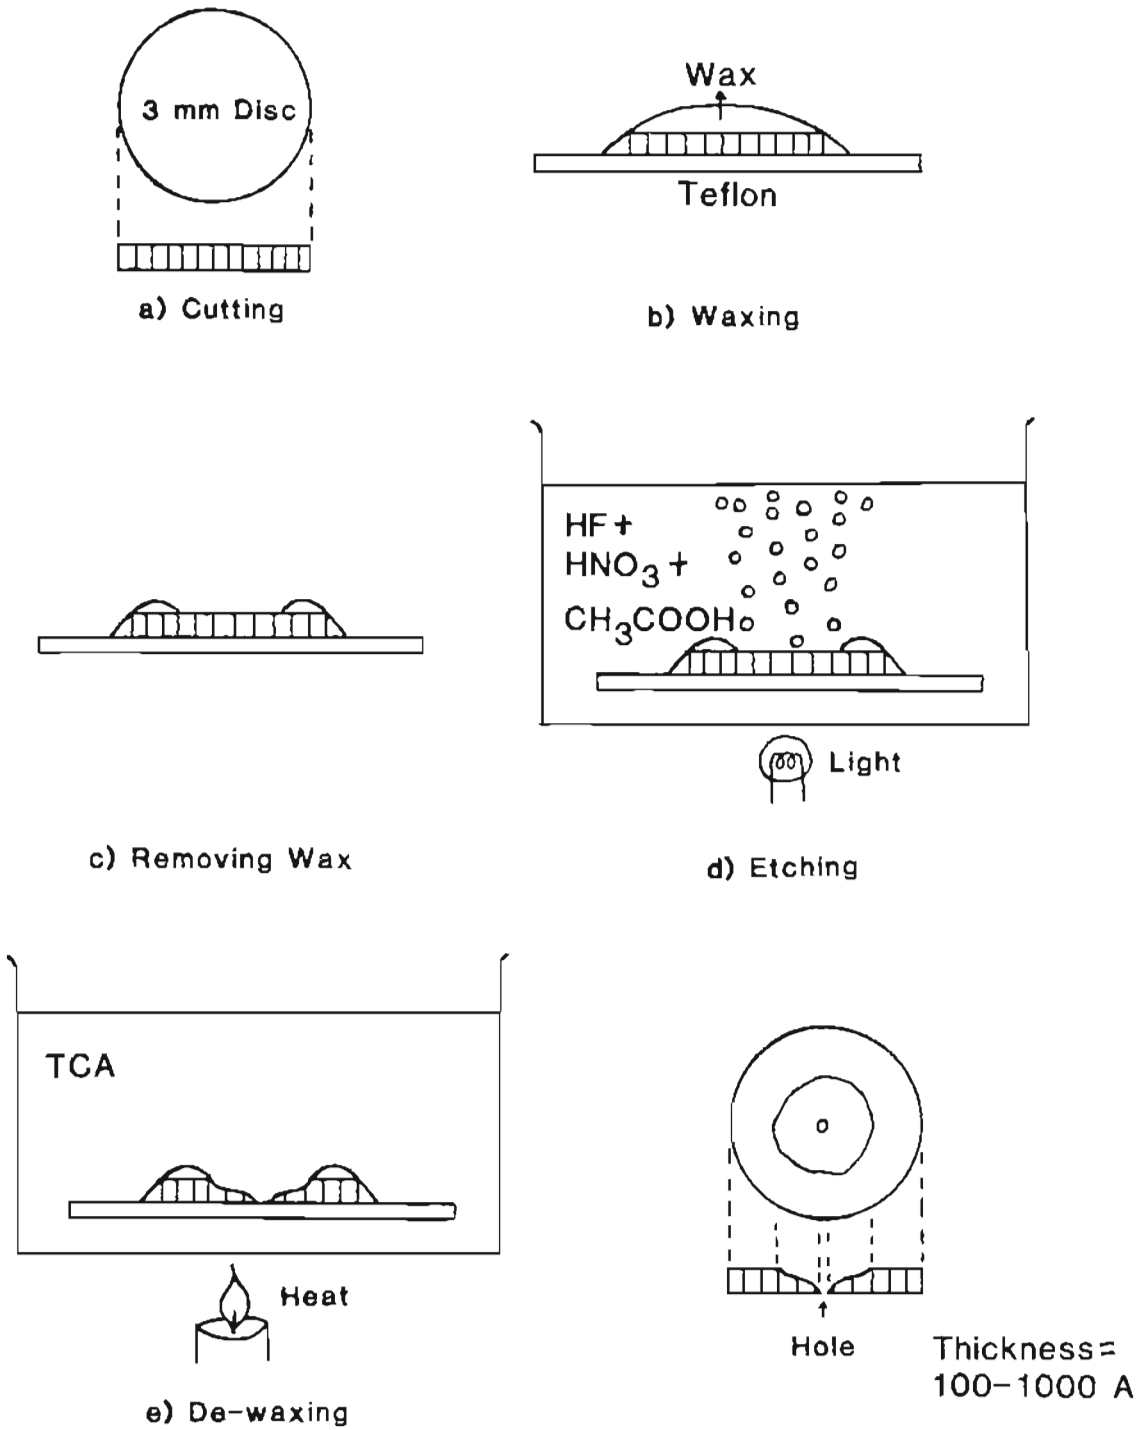 3 mm Disc
a) Cutting
Wax
Teflon
b) Waxing
c) Removing Wax
HF+
HNO3+
CH3COOH
Light
d) Etching
TCA
Heat
e) De-waxing
Hole
Thickness=
100-1000 A